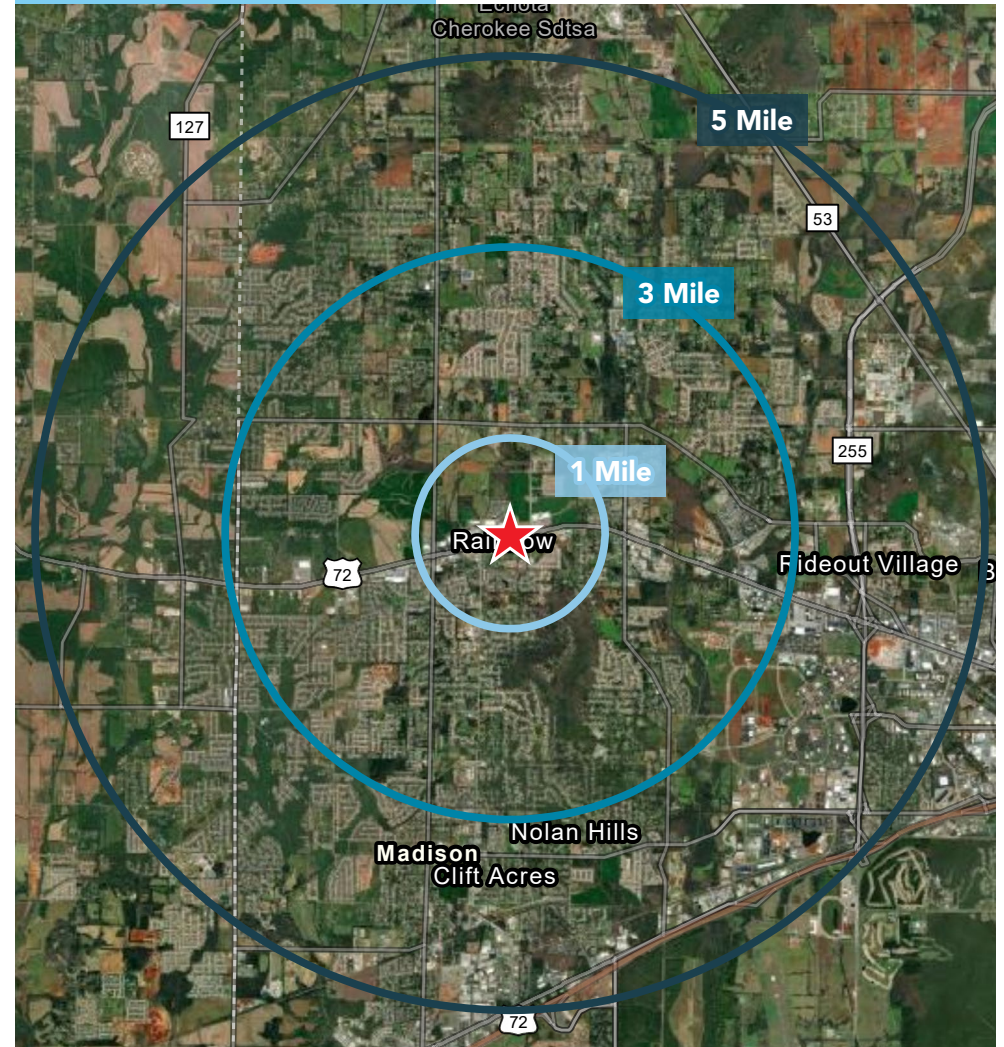 Echota
Cherokee Sdtsa
127
5 Mile
53
3 Mile
255
1 Mile
72
Rideout Village
Nolan Hills
Madison
Clift Acres
72